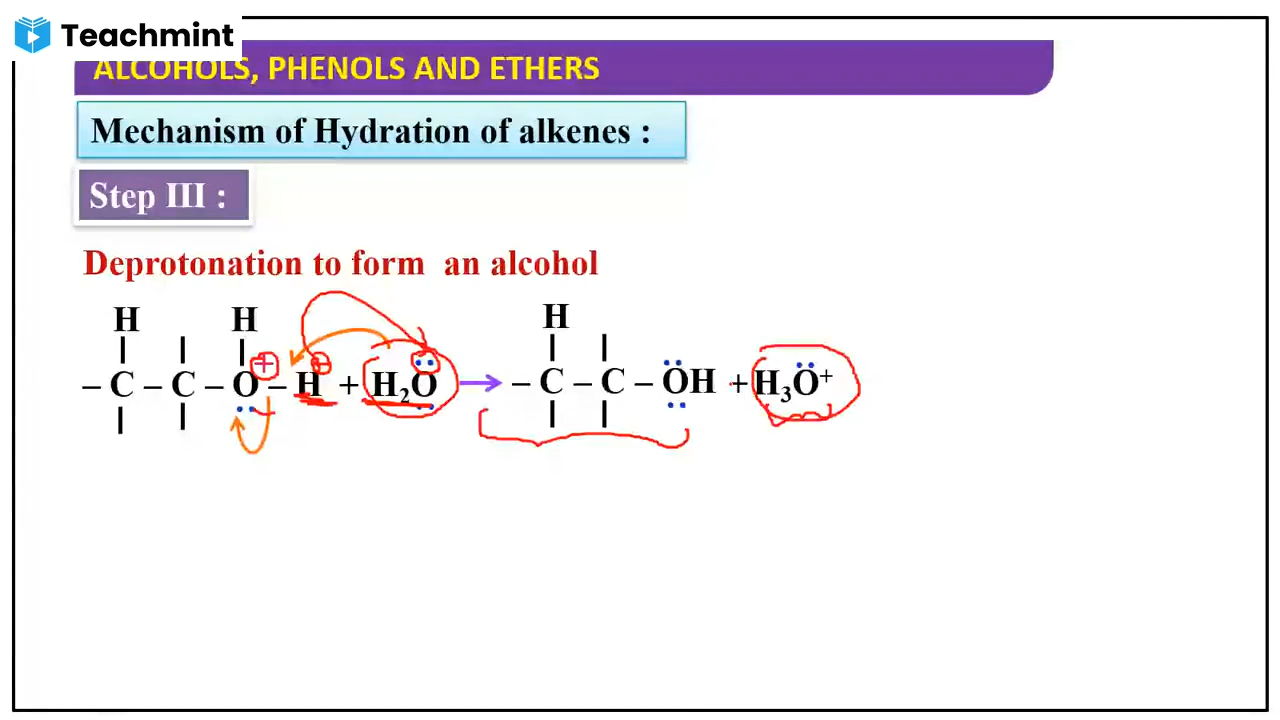 Teachmint
ALCOHOLS, PHENOLS AND ETHERS
Mechanism of Hydration of alkenes :
Step III :
Deprotonation to form an alcohol
H H H
– C – C – O – H + H₂O → – C – C – OH + H₃O⁺